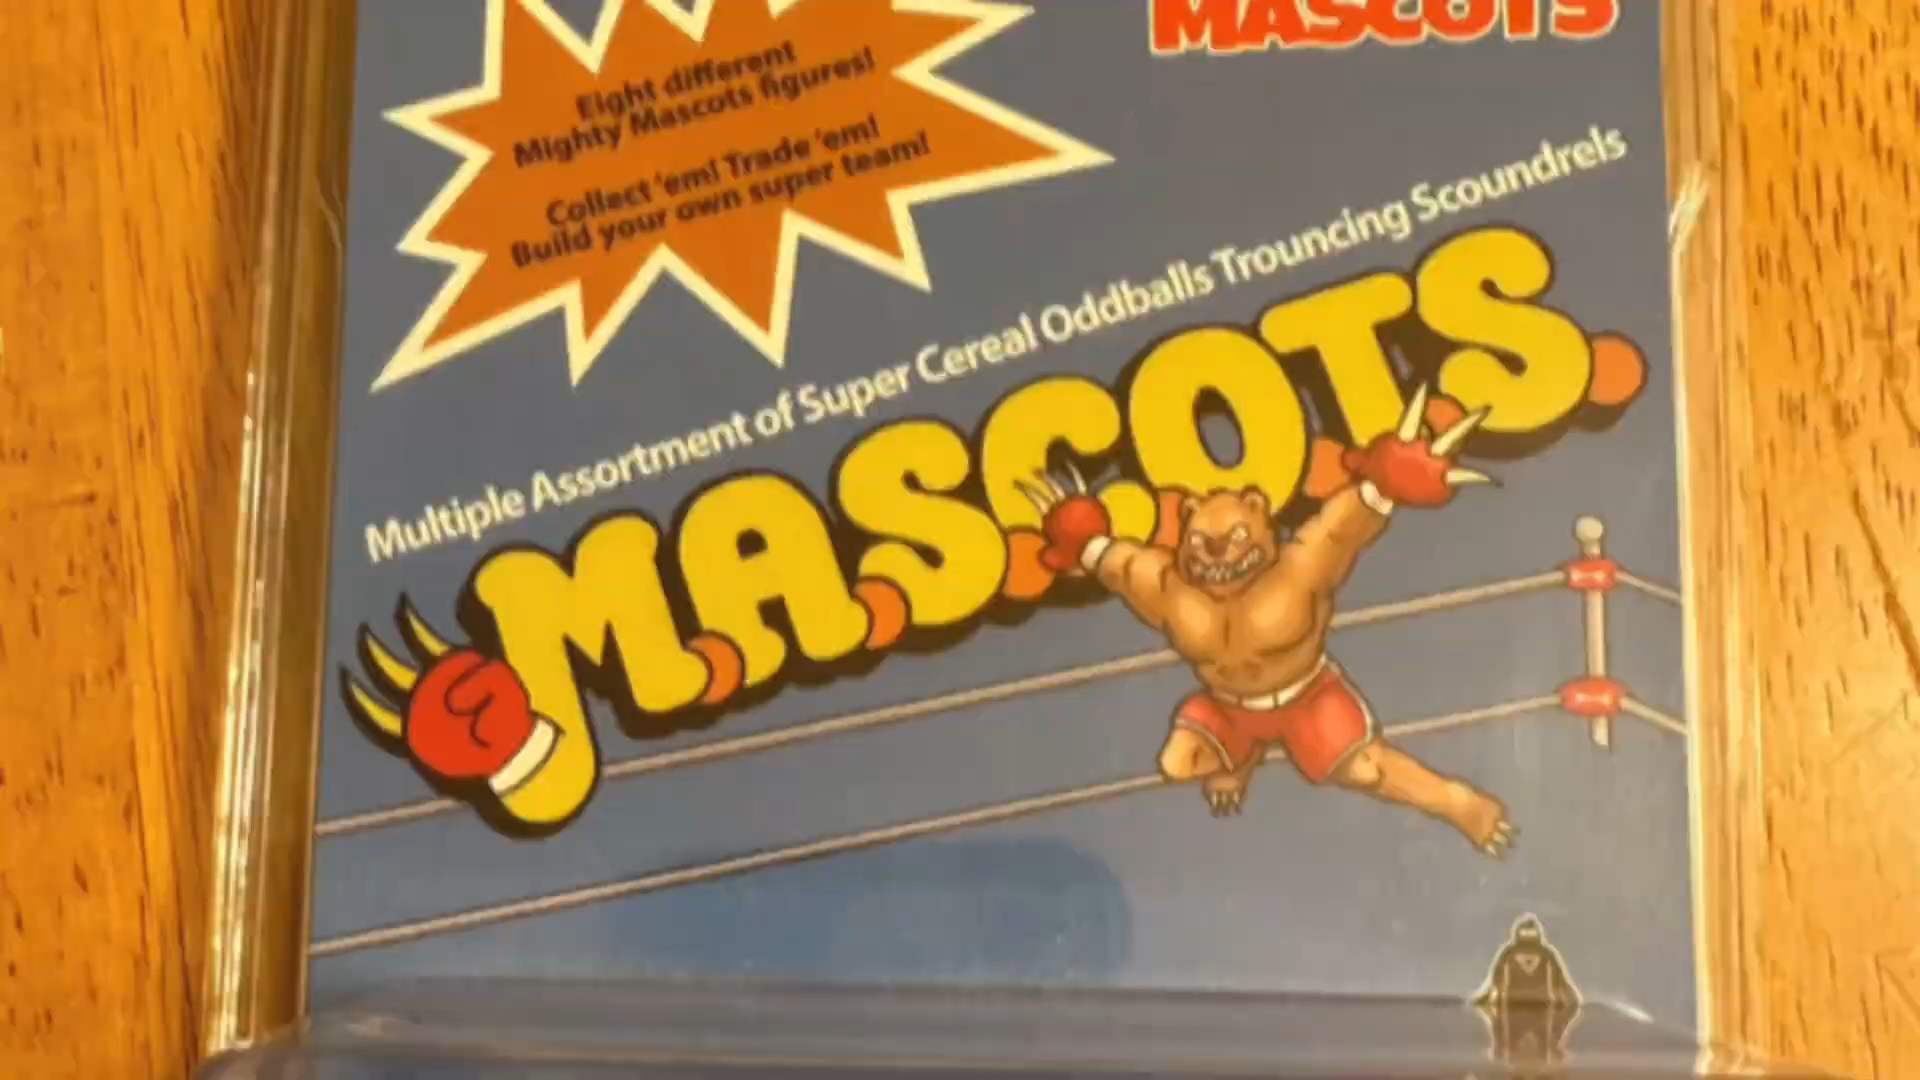 MASCOTS
Eight different
Mighty Mascots figures!
Collect 'em! Trade 'em!
Build your own super team!
Multiple Assortment of Super Cereal Oddballs Trouncing Scoundrels
M.A.S.C.O.T.S.